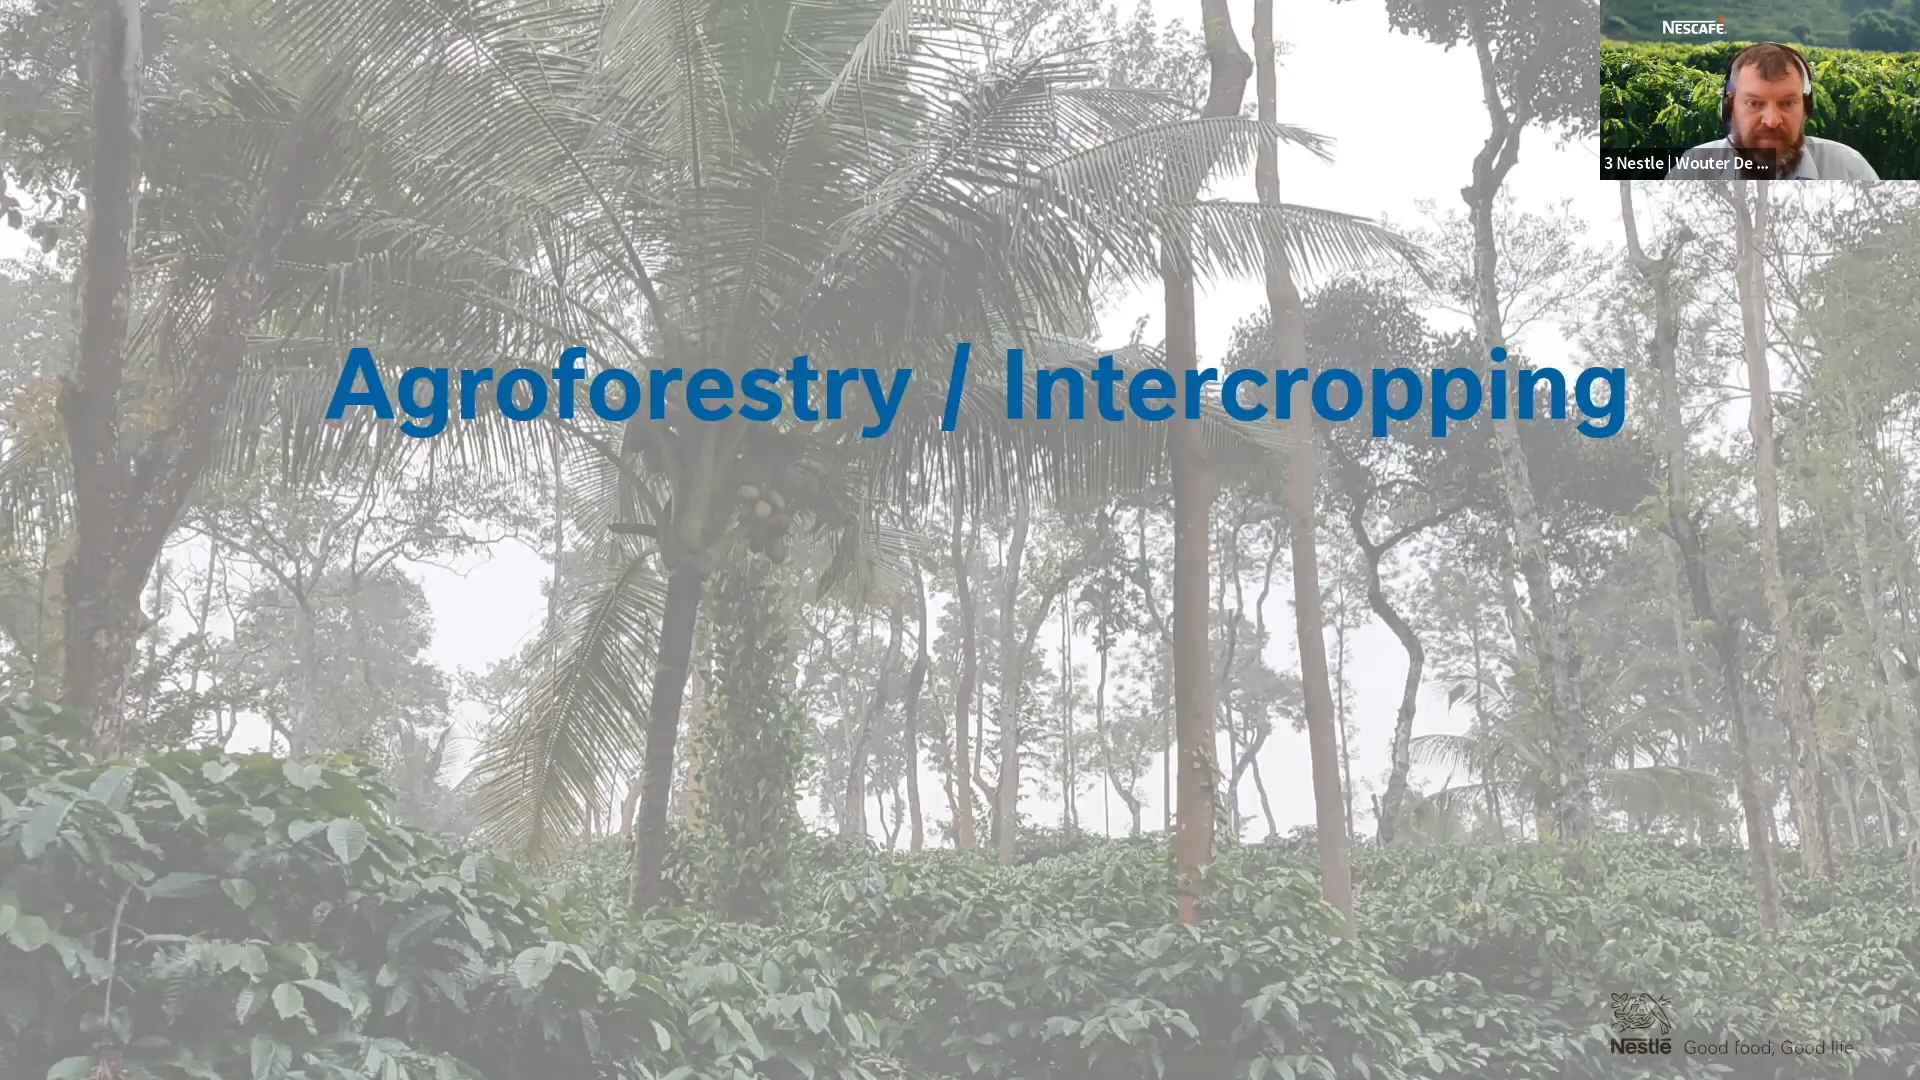 NESCAFÉ
3 Nestle | Wouter De ...
Agroforestry / Intercropping
Nestlé Good food, Good life